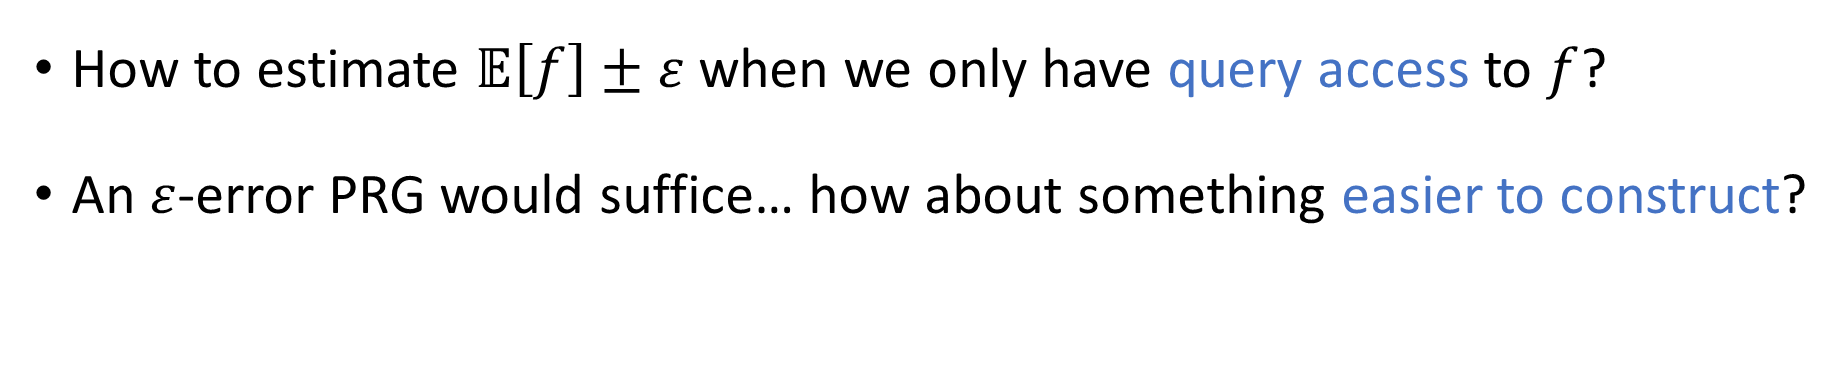 • How to estimate 𝔼[𝑓] ± 𝜀 when we only have query access to 𝑓?
• An 𝜀-error PRG would suffice... how about something easier to construct?